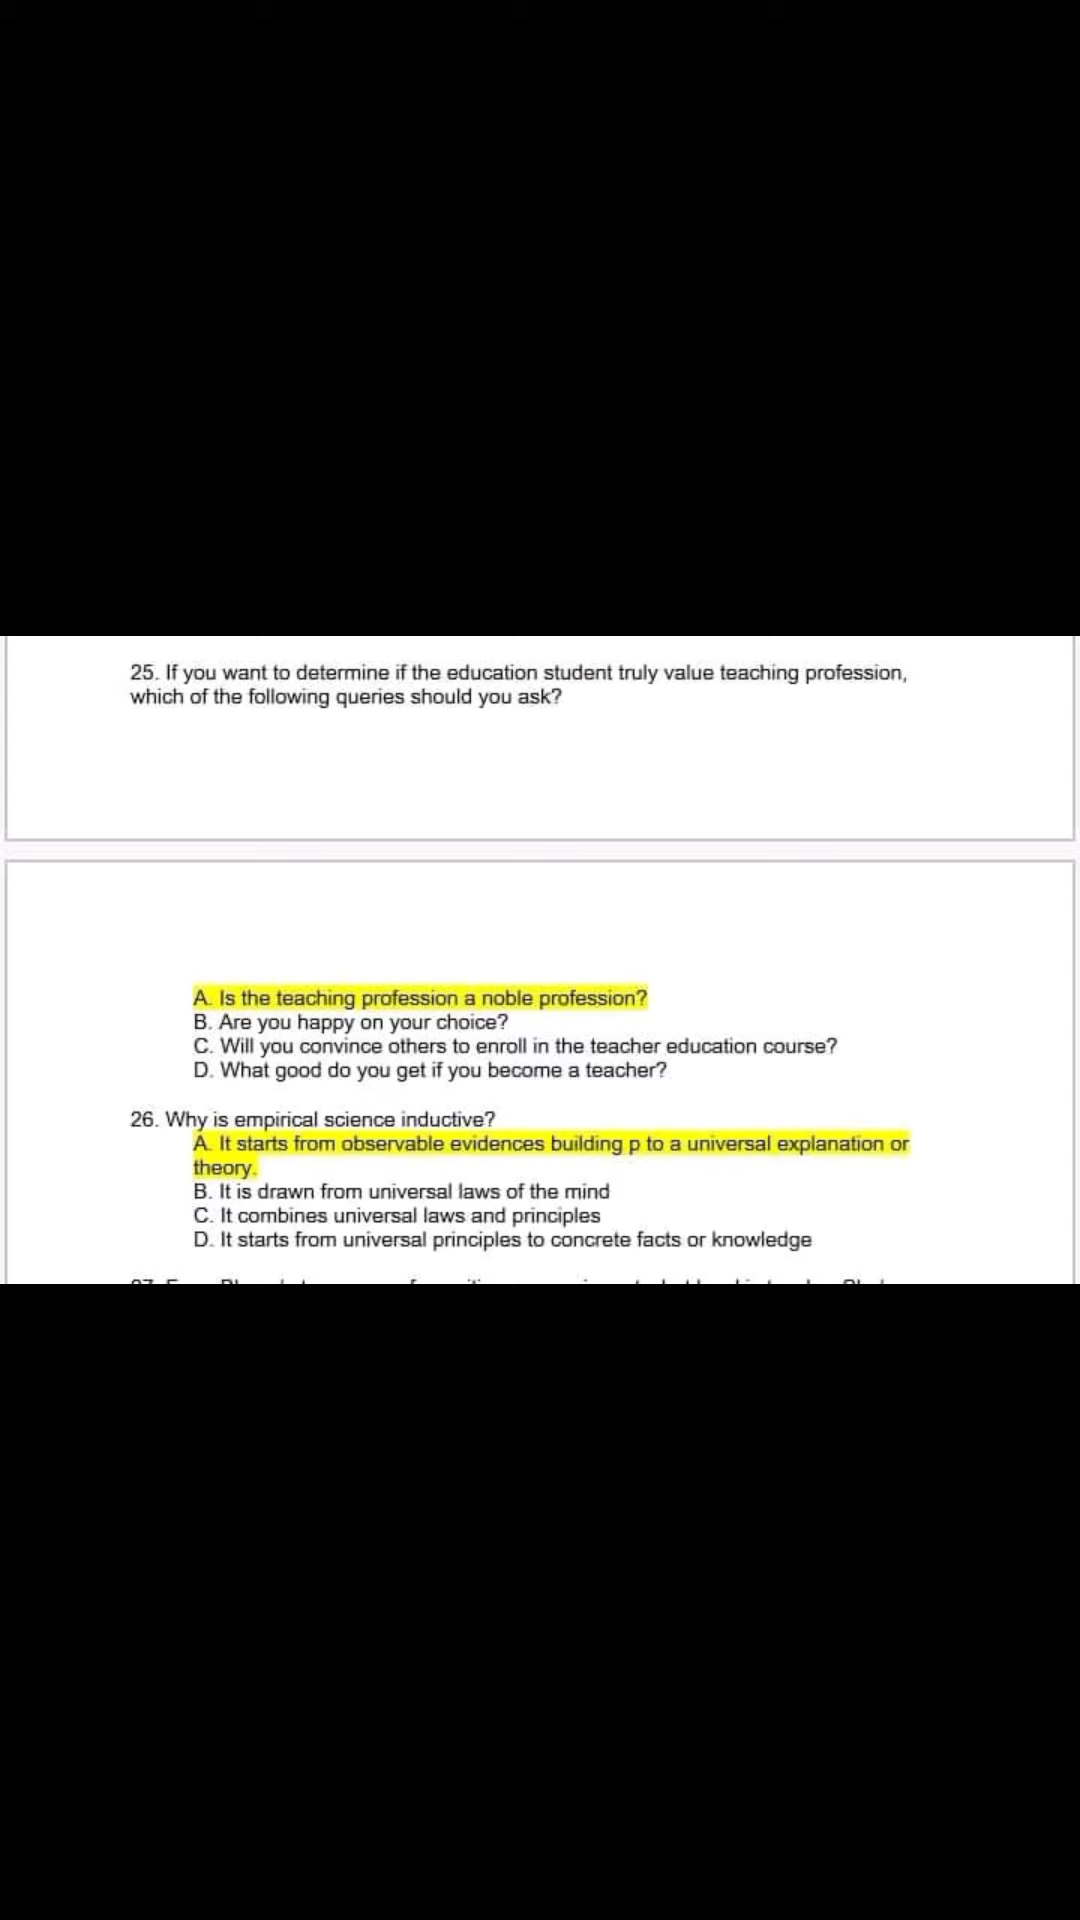 25. If you want to determine if the education student truly value teaching profession,
which of the following queries should you ask?
A. Is the teaching profession a noble profession?
B. Are you happy on your choice?
C. Will you convince others to enroll in the teacher education course?
D. What good do you get if you become a teacher?
26. Why is empirical science inductive?
A. It starts from observable evidences building p to a universal explanation or
theory.
B. It is drawn from universal laws of the mind
C. It combines universal laws and principles
D. It starts from universal principles to concrete facts or knowledge